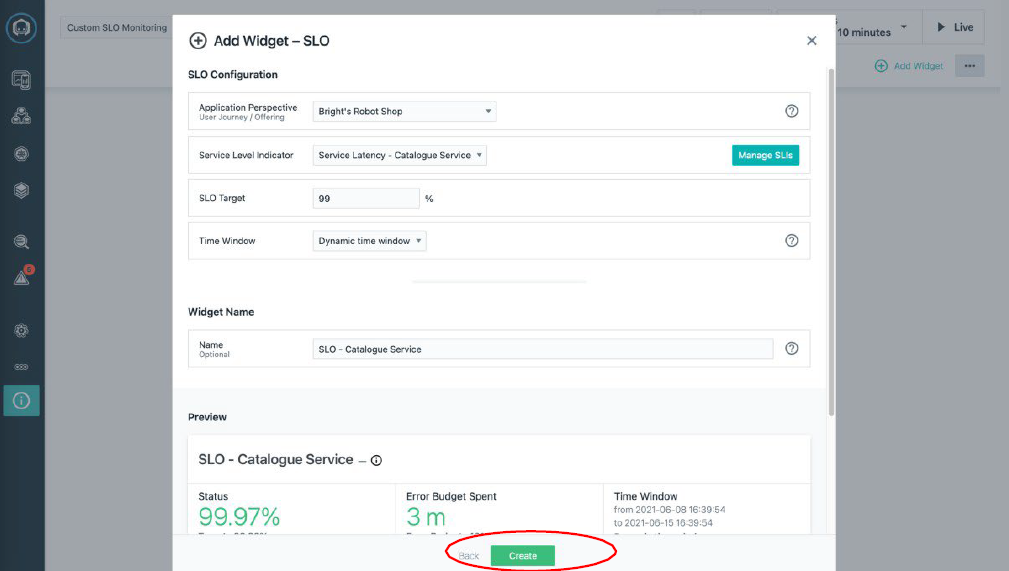 Custom SLO Monitoring
10 minutes
Live
Add Widget
6
Add Widget – SLO
SLO Configuration
Application Perspective
User Journey / Offering
Bright's Robot Shop
Service Level Indicator
Service Latency - Catalogue Service
Manage SLIs
SLO Target
99
%
Time Window
Dynamic time window
Widget Name
Name
Optional
SLO - Catalogue Service
Preview
SLO - Catalogue Service –
Status
Error Budget Spent
Time Window
99.97%
3 m
from 2021-06-08 16:39:54
to 2021-06-15 16:39:54
Back
Create